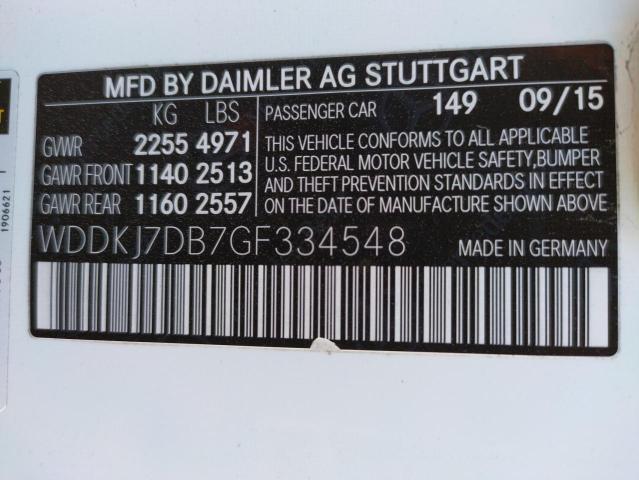 MFD BY DAIMLER AG STUTTGART
KG LBS
GVWR 2255 4971
GAWR FRONT 1140 2513
GAWR REAR 1160 2557
PASSENGER CAR 149 09/15
THIS VEHICLE CONFORMS TO ALL APPLICABLE
U.S. FEDERAL MOTOR VEHICLE SAFETY, BUMPER
AND THEFT PREVENTION STANDARDS IN EFFECT
ON THE DATE OF MANUFACTURE SHOWN ABOVE
WDDKJ7DB7GF334548 MADE IN GERMANY
1906621